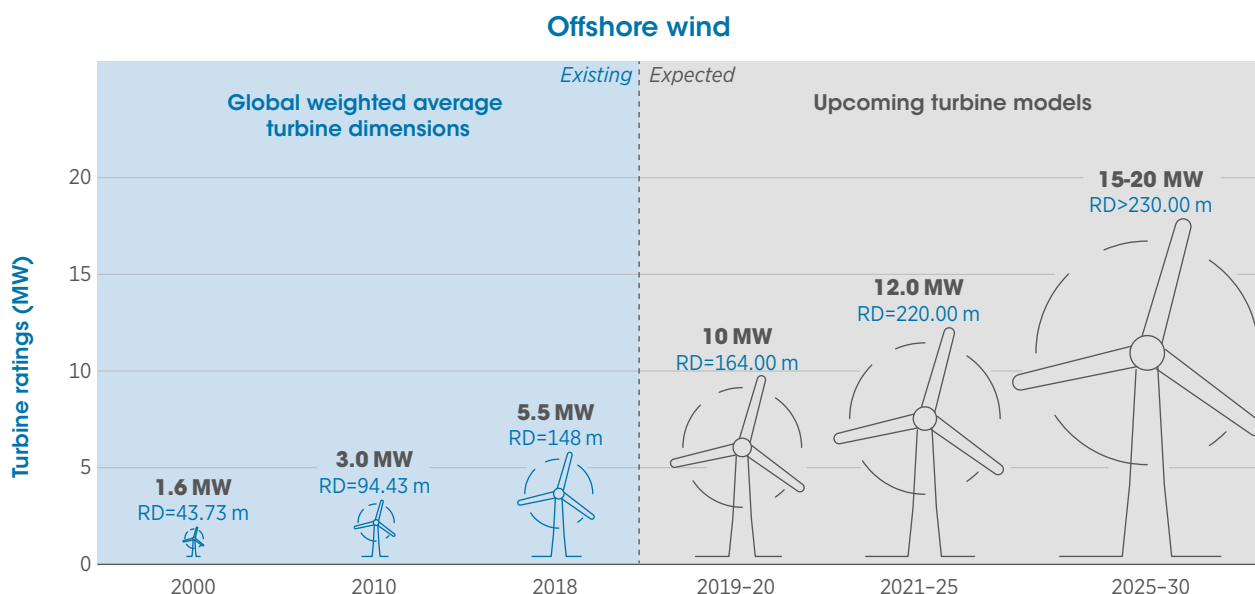 Offshore wind
Existing
Expected
Global weighted average
turbine dimensions
Upcoming turbine models
Turbine ratings (MW)
20
15
10
5
0
1.6 MW
RD=43.73 m
3.0 MW
RD=94.43 m
5.5 MW
RD=148 m
10 MW
RD=164.00 m
12.0 MW
RD=220.00 m
15-20 MW
RD>230.00 m
2000
2010
2018
2019–20
2021–25
2025–30